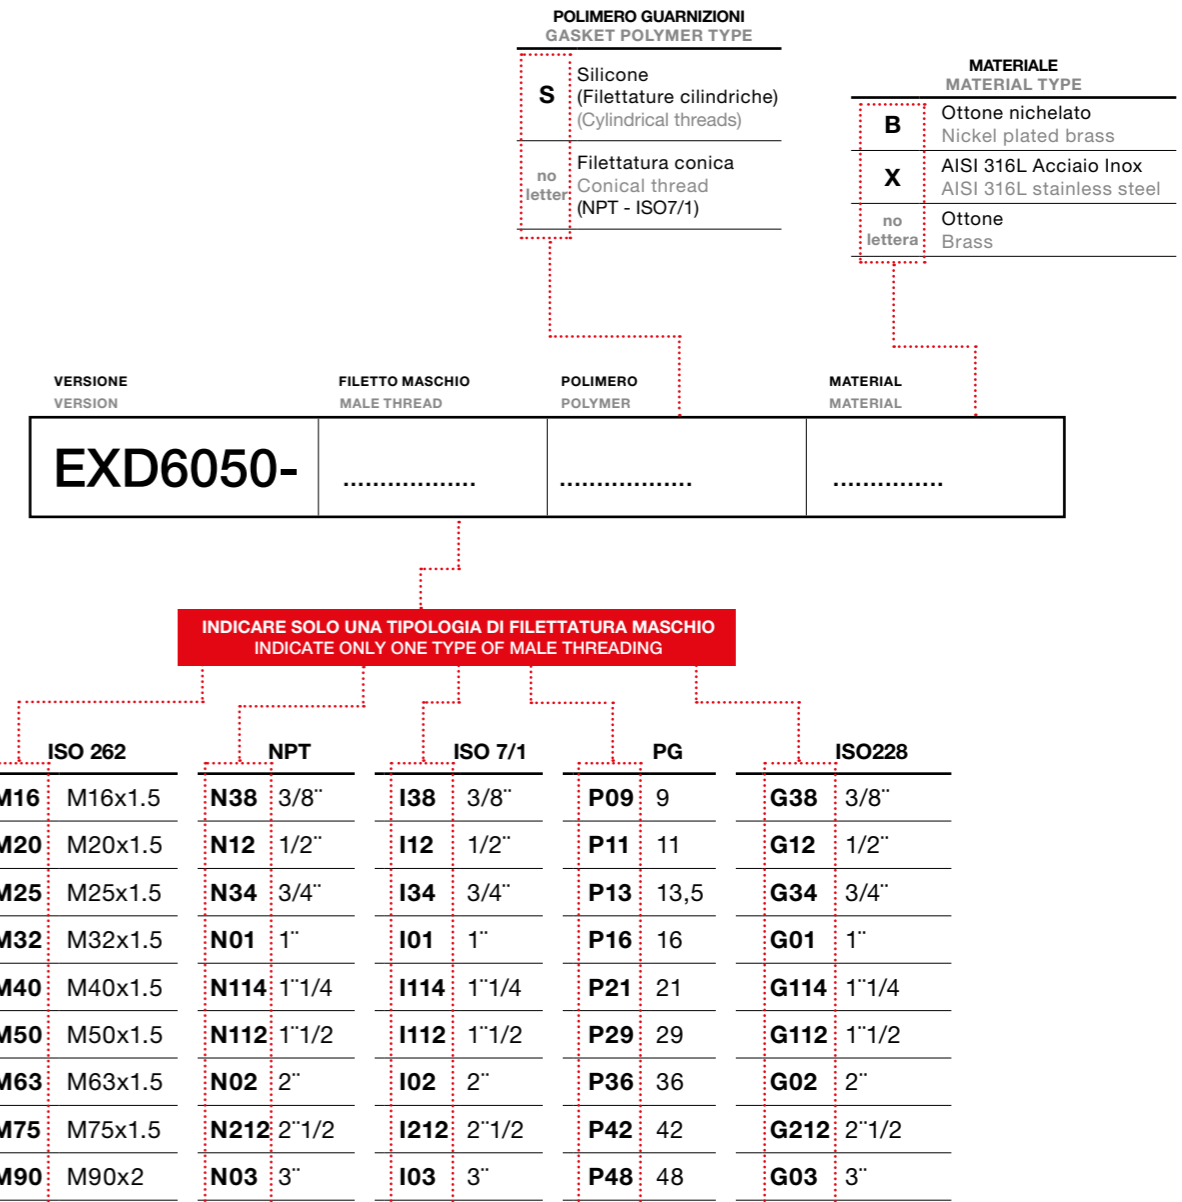 POLIMERO GUARNIZIONI
GASKET POLYMER TYPE
S
Silicone
(Filettature cilindriche)
(Cylindrical threads)
no
letter
Filettatura conica
Conical thread
(NPT - ISO7/1)
MATERIALE
MATERIAL TYPE
B
Ottone nichelato
Nickel plated brass
X
AISI 316L Acciaio Inox
AISI 316L stainless steel
no
lettera
Ottone
Brass
VERSIONE
VERSION
FILETTO MASCHIO
MALE THREAD
POLIMERO
POLYMER
MATERIAL
MATERIAL
EXD6050- .................. .................. ...............
INDICARE SOLO UNA TIPOLOGIA DI FILETTATURA MASCHIO
INDICATE ONLY ONE TYPE OF MALE THREADING
ISO 262 NPT ISO 7/1 PG ISO228
M16 M16x1.5 N38 3/8¨ I38 3/8¨ P09 9 G38 3/8¨
M20 M20x1.5 N12 1/2¨ I12 1/2¨ P11 11 G12 1/2¨
M25 M25x1.5 N34 3/4¨ I34 3/4¨ P13 13,5 G34 3/4¨
M32 M32x1.5 N01 1¨ I01 1¨ P16 16 G01 1¨
M40 M40x1.5 N114 1¨1/4 I114 1¨1/4 P21 21 G114 1¨1/4
M50 M50x1.5 N112 1¨1/2 I112 1¨1/2 P29 29 G112 1¨1/2
M63 M63x1.5 N02 2¨ I02 2¨ P36 36 G02 2¨
M75 M75x1.5 N212 2¨1/2 I212 2¨1/2 P42 42 G212 2¨1/2
M90 M90x2 N03 3¨ I03 3¨ P48 48 G03 3¨